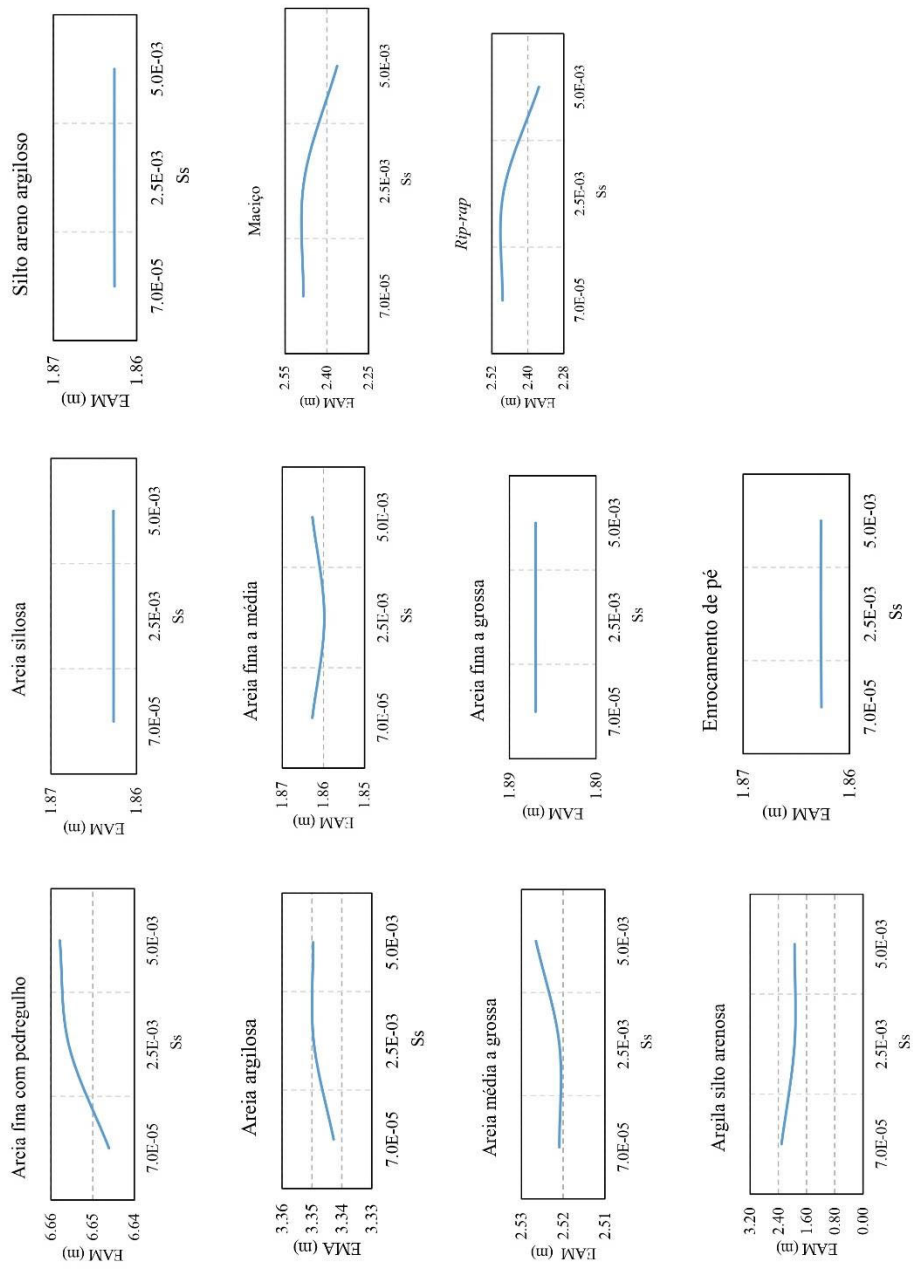 Areia fina com pedregulho
6.66
6.65
6.64
EAM (m)
7.0E-05 2.5E-03 5.0E-03
Ss
Areia siltosa
1.87
1.86
EAM (m)
7.0E-05 2.5E-03 5.0E-03
Ss
Silto areno argiloso
1.87
1.86
EAM (m)
7.0E-05 2.5E-03 5.0E-03
Ss
Areia argilosa
3.36
3.35
3.34
3.33
EMA (m)
7.0E-05 2.5E-03 5.0E-03
Ss
Areia fina a média
1.87
1.86
1.85
EAM (m)
7.0E-05 2.5E-03 5.0E-03
Ss
Maciço
2.55
2.40
2.25
EAM (m)
7.0E-05 2.5E-03 5.0E-03
Ss
Areia média a grossa
2.53
2.52
2.51
EAM (m)
7.0E-05 2.5E-03 5.0E-03
Ss
Areia fina a grossa
1.89
1.80
EAM (m)
7.0E-05 2.5E-03 5.0E-03
Ss
Rip-rap
2.52
2.40
2.28
EAM (m)
7.0E-05 2.5E-03 5.0E-03
Ss
Argila silto arenosa
3.20
2.40
1.60
0.80
0.00
EAM (m)
7.0E-05 2.5E-03 5.0E-03
Ss
Enrocamento de pé
1.87
1.86
EAM (m)
7.0E-05 2.5E-03 5.0E-03
Ss